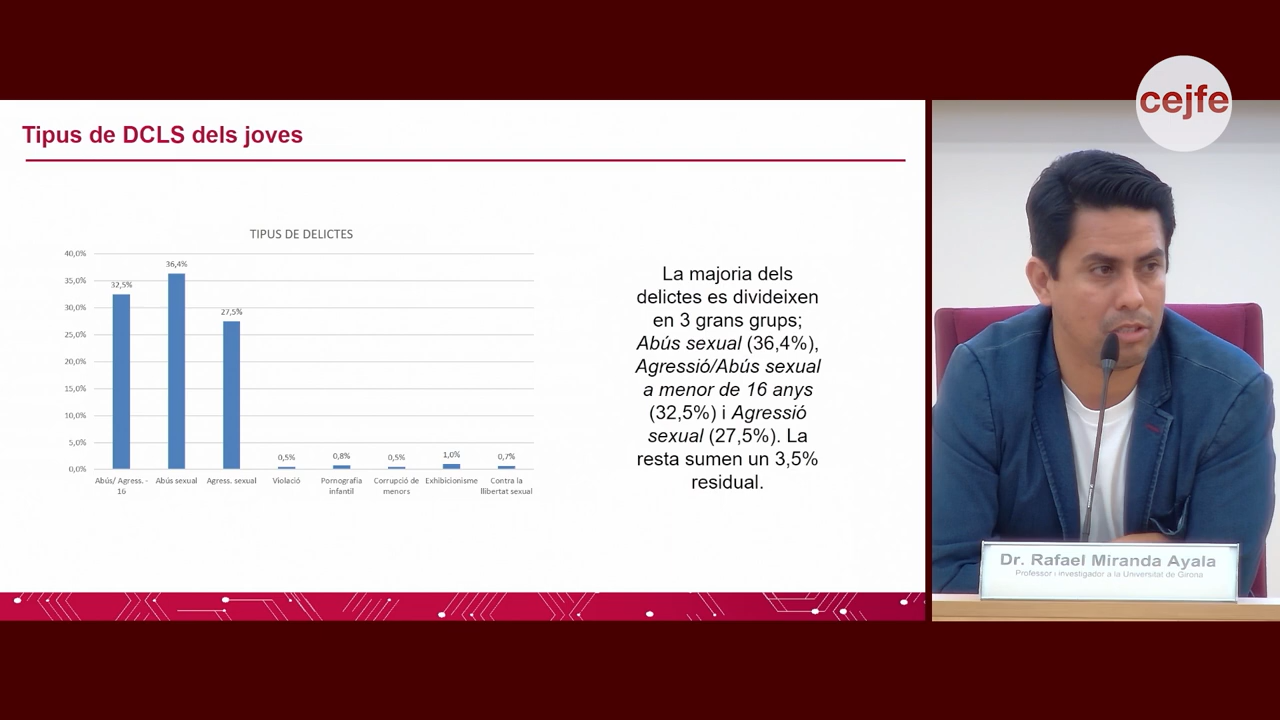 cejfe
Tipus de DCLS dels joves
TIPUS DE DELICTES
40,0%
35,0%
30,0%
25,0%
20,0%
15,0%
10,0%
5,0%
0,0%
32,5%
36,4%
27,5%
0,5%
0,8%
0,5%
1,0%
0,7%
Abús/ Agress. -
16
Abús sexual
Agress. sexual
Violació
Pornografia
infantil
Corrupció de
menors
Exhibicionisme
Contra la
llibertat sexual
La majoria dels
delictes es divideixen
en 3 grans grups;
Abús sexual (36,4%),
Agressió/Abús sexual
a menor de 16 anys
(32,5%) i Agressió
sexual (27,5%). La
resta sumen un 3,5%
residual.
Dr. Rafael Miranda Ayala
Professor i investigador a la Universitat de Girona